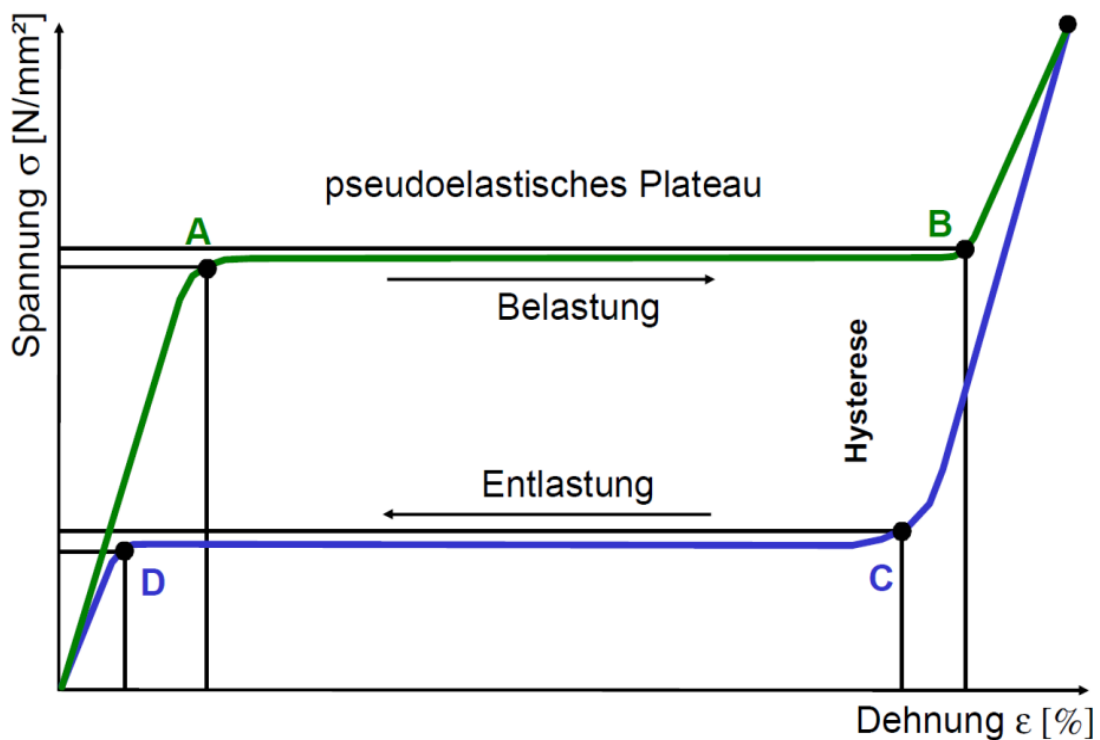 Spannung σ [N/mm²]
pseudoelastisches Plateau
A
B
Belastung
Hysterese
Entlastung
D
C
Dehnung ε [%]